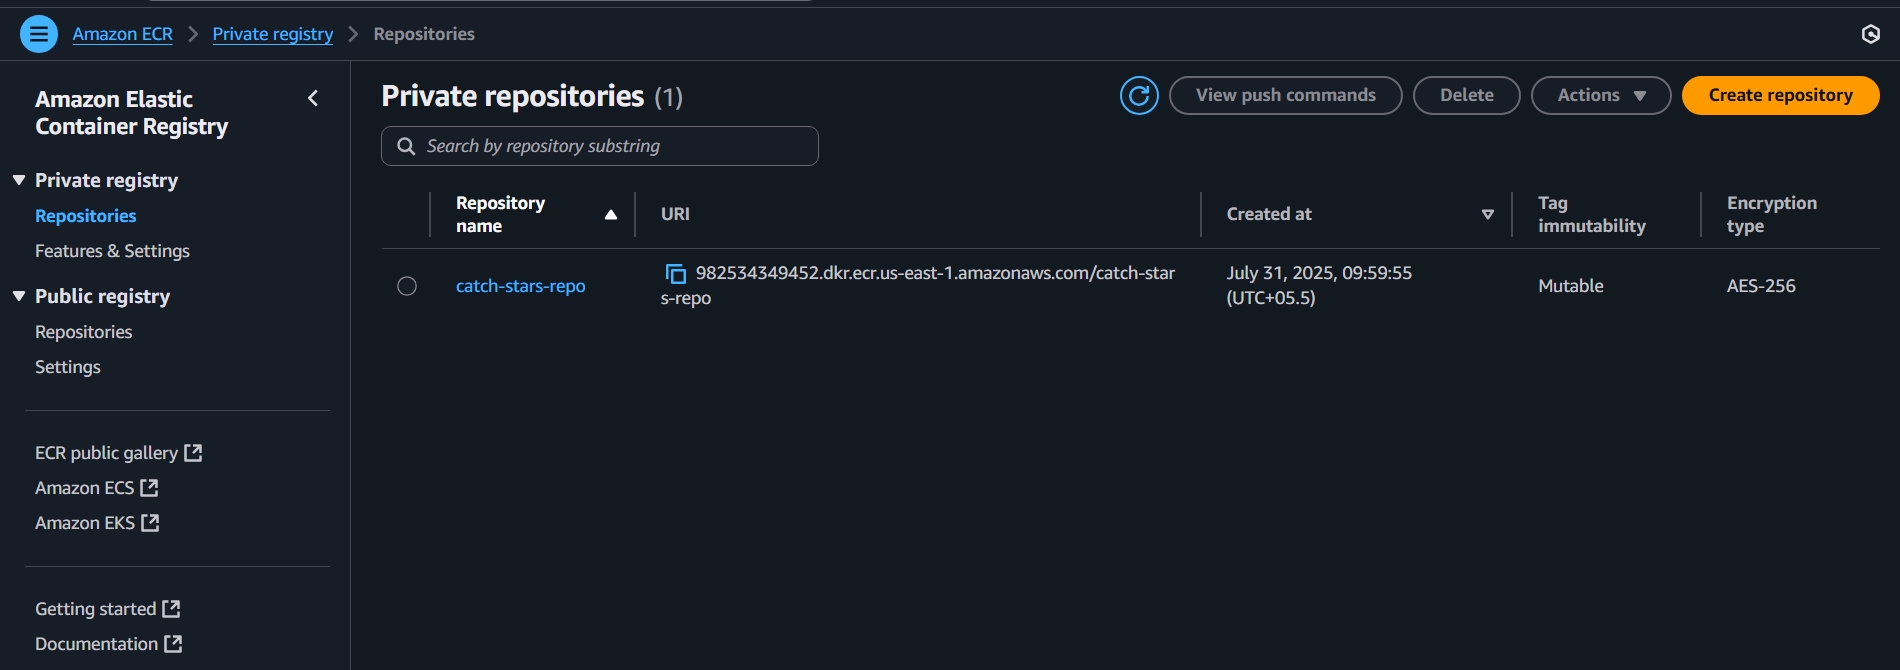 Amazon ECR
Private registry
Repositories
Amazon Elastic
Container Registry
Private registry
Repositories
Features & Settings
Public registry
Repositories
Settings
ECR public gallery
Amazon ECS
Amazon EKS
Getting started
Documentation
Private repositories (1)
View push commands
Delete
Actions
Create repository
Search by repository substring
Repository
name
URI
Created at
Tag
immutability
Encryption
type
catch-stars-repo
982534349452.dkr.ecr.us-east-1.amazonaws.com/catch-star
s-repo
July 31, 2025, 09:59:55
(UTC+05.5)
Mutable
AES-256